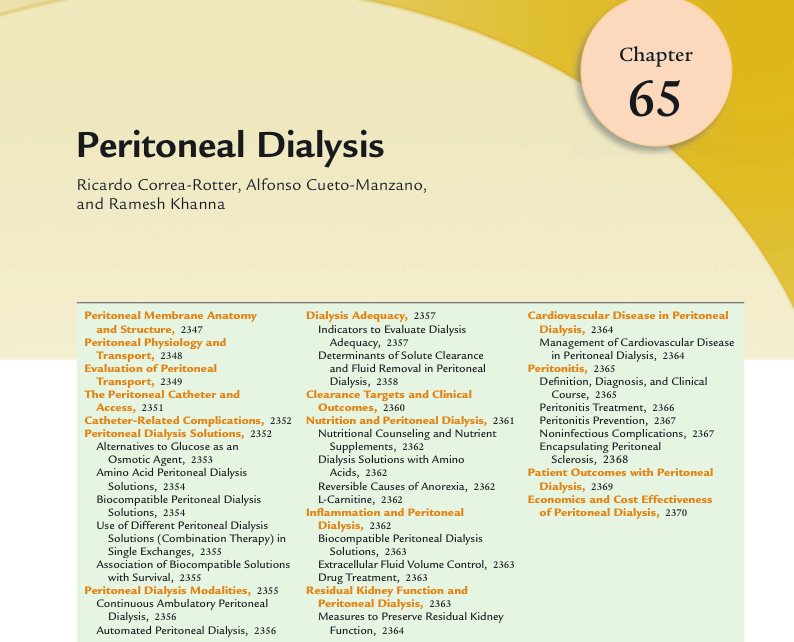 Chapter
65
Peritoneal Dialysis
Ricardo Correa-Rotter, Alfonso Cueto-Manzano,
and Ramesh Khanna
Peritoneal Membrane Anatomy
and Structure, 2347
Peritoneal Physiology and
Transport, 2348
Evaluation of Peritoneal
Transport, 2349
The Peritoneal Catheter and
Access, 2351
Catheter-Related Complications, 2352
Peritoneal Dialysis Solutions, 2352
Alternatives to Glucose as an
Osmotic Agent, 2353
Amino Acid Peritoneal Dialysis
Solutions, 2354
Biocompatible Peritoneal Dialysis
Solutions, 2354
Use of Different Peritoneal Dialysis
Solutions (Combination Therapy) in
Single Exchanges, 2355
Association of Biocompatible Solutions
with Survival, 2355
Peritoneal Dialysis Modalities, 2355
Continuous Ambulatory Peritoneal
Dialysis, 2356
Automated Peritoneal Dialysis, 2356
Dialysis Adequacy, 2357
Indicators to Evaluate Dialysis
Adequacy, 2357
Determinants of Solute Clearance
and Fluid Removal in Peritoneal
Dialysis, 2358
Clearance Targets and Clinical
Outcomes, 2360
Nutrition and Peritoneal Dialysis, 2361
Nutritional Counseling and Nutrient
Supplements, 2362
Dialysis Solutions with Amino
Acids, 2362
Reversible Causes of Anorexia, 2362
L-Carnitine, 2362
Inflammation and Peritoneal
Dialysis, 2362
Biocompatible Peritoneal Dialysis
Solutions, 2363
Extracellular Fluid Volume Control, 2363
Drug Treatment, 2363
Residual Kidney Function and
Peritoneal Dialysis, 2363
Measures to Preserve Residual Kidney
Function, 2364
Cardiovascular Disease in Peritoneal
Dialysis, 2364
Management of Cardiovascular Disease
in Peritoneal Dialysis, 2364
Peritonitis, 2365
Definition, Diagnosis, and Clinical
Course, 2365
Peritonitis Treatment, 2366
Peritonitis Prevention, 2367
Noninfectious Complications, 2367
Encapsulating Peritoneal
Sclerosis, 2368
Patient Outcomes with Peritoneal
Dialysis, 2369
Economics and Cost Effectiveness
of Peritoneal Dialysis, 2370